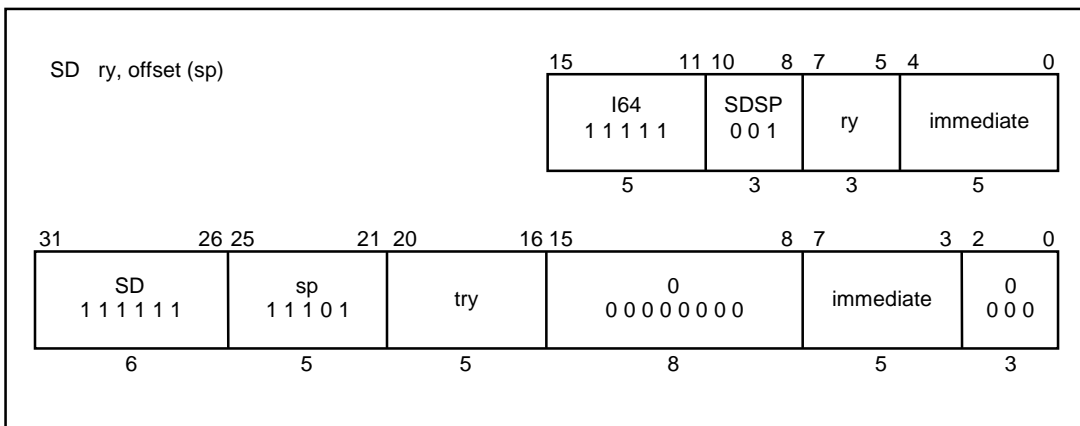 SD ry, offset (sp)
15 11 10 8 7 5 4 0
I64 SDSP ry immediate
1 1 1 1 1 0 0 1
5 3 3 5
31 26 25 21 20 16 15 8 7 3 2 0
SD sp try 0 immediate 0
1 1 1 1 1 1 1 1 1 0 1 0 0 0 0 0 0 0 0 0 0 0
6 5 5 8 5 3